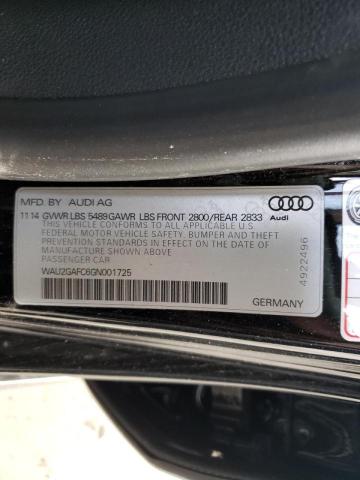 MFD. BY AUDI AG
1114 GVWR LBS 5489 GAWR LBS FRONT 2800/REAR 2833
Audi
THIS VEHICLE CONFORMS TO ALL APPLICABLE U.S.
FEDERAL MOTOR VEHICLE SAFETY, BUMPER AND THEFT
PREVENTION STANDARDS IN EFFECT ON THE DATE OF
MANUFACTURE SHOWN ABOVE
PASSENGER CAR
WAU2GAFC6GN001725
GERMANY
4922496